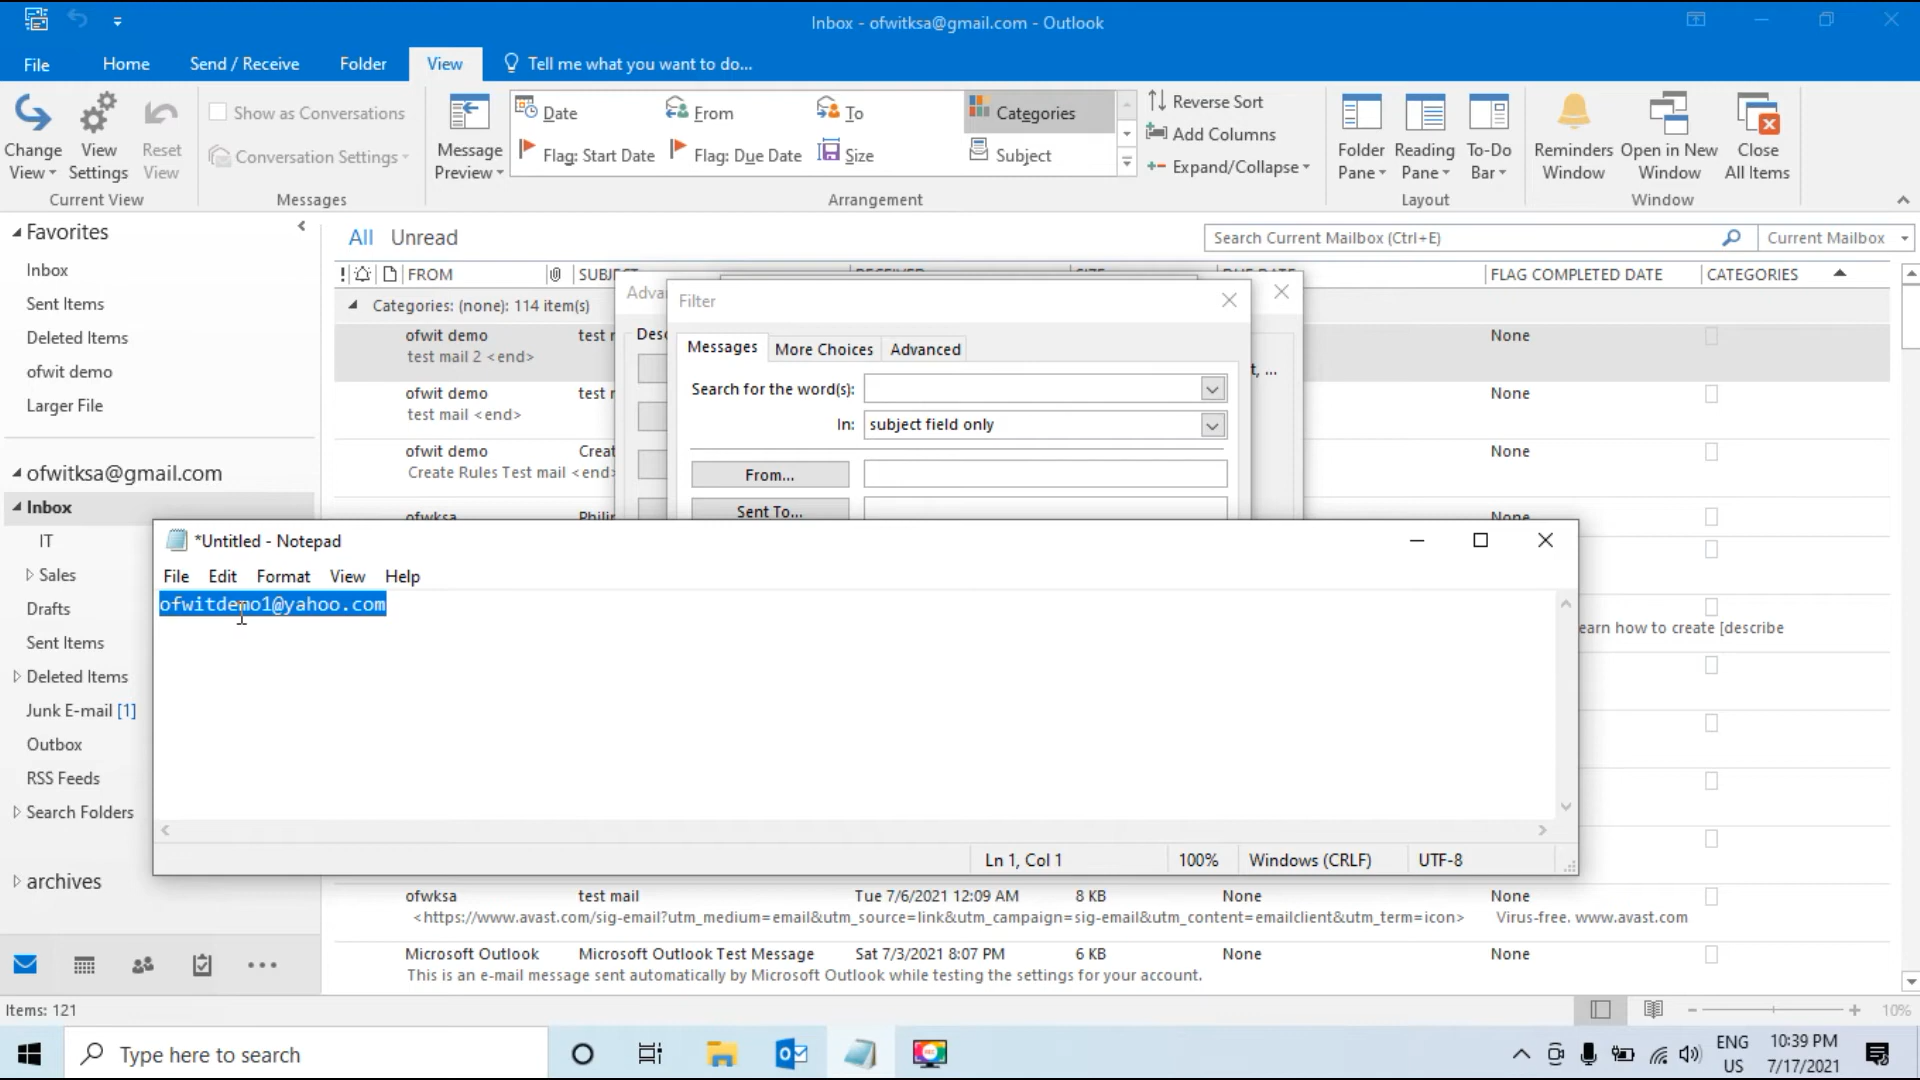 Inbox - ofwitksa@gmail.com - Outlook
File Home Send / Receive Folder View Tell me what you want to do...
Change View
View Settings
Reset View
Current View
Show as Conversations
Conversation Settings
Messages
Message Preview
Date From To Categories
Flag: Start Date Flag: Due Date Size Subject
Arrangement
Reverse Sort
Add Columns
Expand/Collapse
Folder Pane
Reading Pane
To-Do Bar
Layout
Reminders Window
Open in New Window
Close All Items
Window
Favorites
Inbox
Sent Items
Deleted Items
ofwit demo
Larger File
ofwitksa@gmail.com
Inbox
IT
Sales
Drafts
Sent Items
Deleted Items
Junk E-mail [1]
Outbox
RSS Feeds
Search Folders
archives
All Unread
Search Current Mailbox (Ctrl+E) Current Mailbox
! FROM SUBJECT RECEIVED SIZE DUE DATE FLAG COMPLETED DATE CATEGORIES
Categories: (none): 114 item(s)
ofwit demo test None
test mail 2 <end>
ofwit demo test None
test mail <end>
ofwit demo Creat None
Create Rules Test mail <end>
ofwksa Philip None
earn how to create [describe
Desc
t, ...
Filter
Messages More Choices Advanced
Search for the word(s):
In: subject field only
From...
Sent To...
*Untitled - Notepad
File Edit Format View Help
ofwitdemo1@yahoo.com
Ln 1, Col 1 100% Windows (CRLF) UTF-8
ofwksa test mail Tue 7/6/2021 12:09 AM 8 KB None None
<https://www.avast.com/sig-email?utm_medium=email&utm_source=link&utm_campaign=sig-email&utm_content=emailclient&utm_term=icon> Virus-free. www.avast.com
Microsoft Outlook Microsoft Outlook Test Message Sat 7/3/2021 8:07 PM 6 KB None None
This is an e-mail message sent automatically by Microsoft Outlook while testing the settings for your account.
Items: 121
10%
Type here to search
ENG
US
10:39 PM
7/17/2021